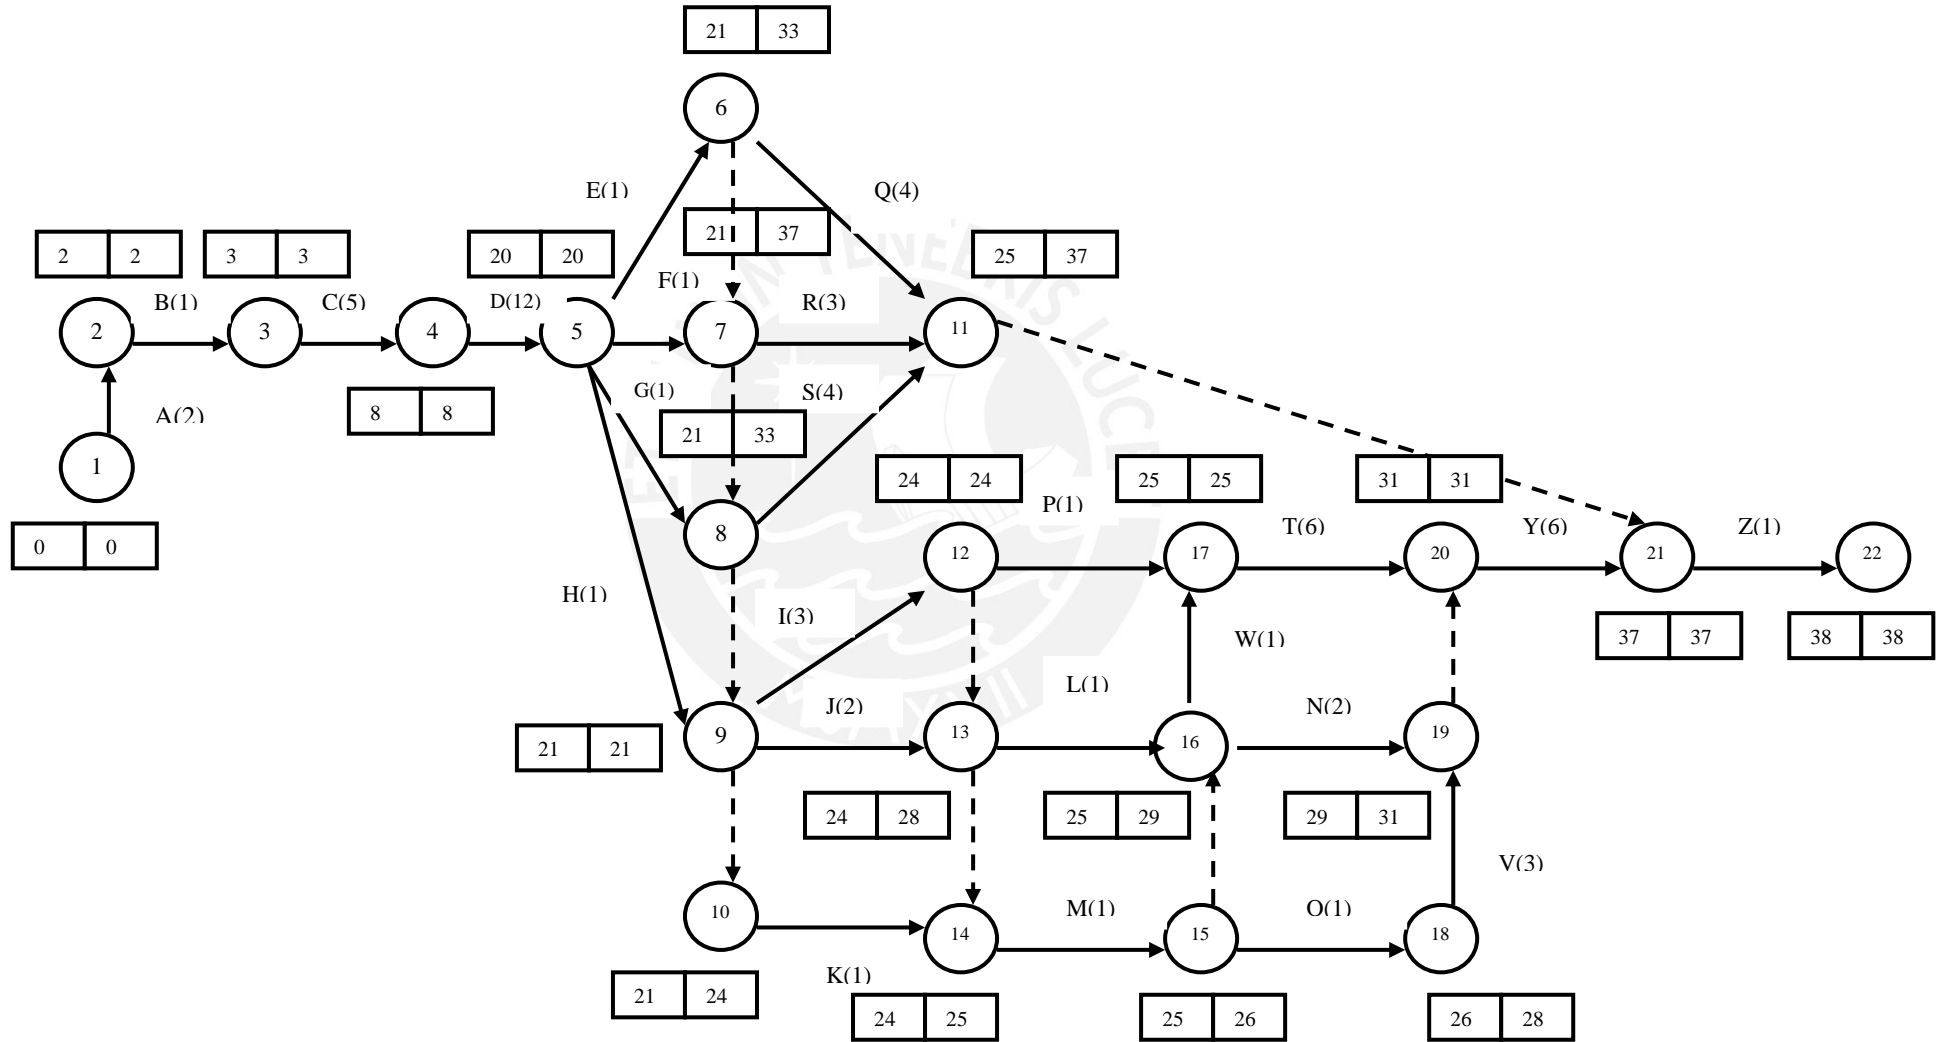 21 33
6
E(1)
Q(4)
2 2
3 3
20 20
21 37
25 37
B(1)
C(5)
D(12)
F(1)
R(3)
2
3
4
5
7
11
A(2)
8 8
G(1)
S(4)
21 33
1
0 0
24 24
P(1)
25 25
31 31
8
12
17
T(6)
20
Y(6)
21
Z(1)
22
H(1)
I(3)
W(1)
37 37
38 38
L(1)
J(2)
N(2)
21 21
9
13
16
19
24 28
25 29
29 31
V(3)
10
14
M(1)
15
O(1)
18
K(1)
21 24
24 25
25 26
26 28